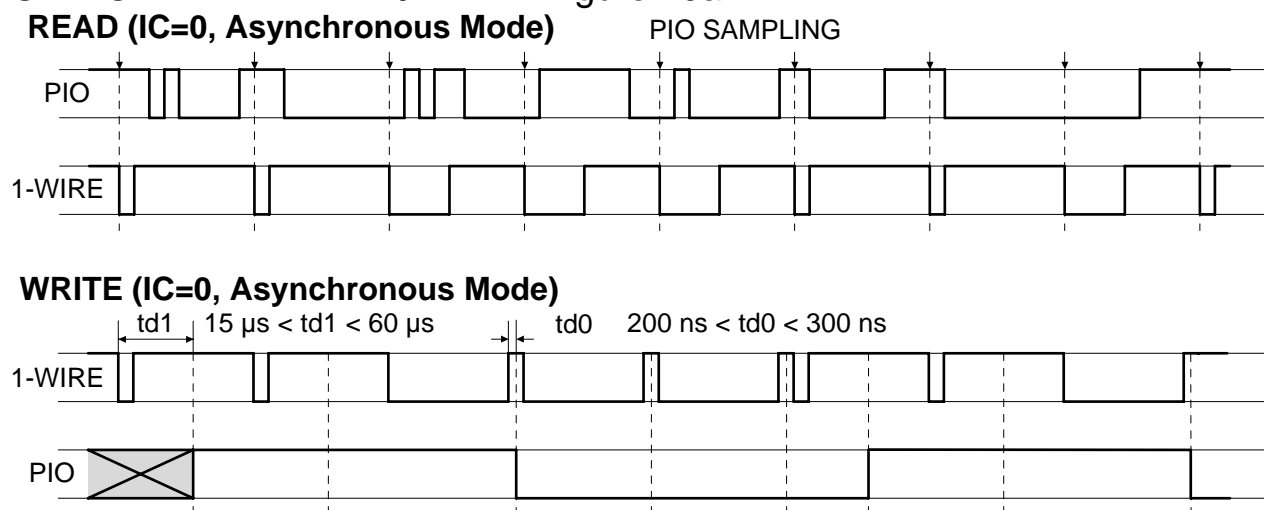 READ (IC=0, Asynchronous Mode) PIO SAMPLING
PIO
1-WIRE
WRITE (IC=0, Asynchronous Mode)
td1 15 µs < td1 < 60 µs td0 200 ns < td0 < 300 ns
1-WIRE
PIO